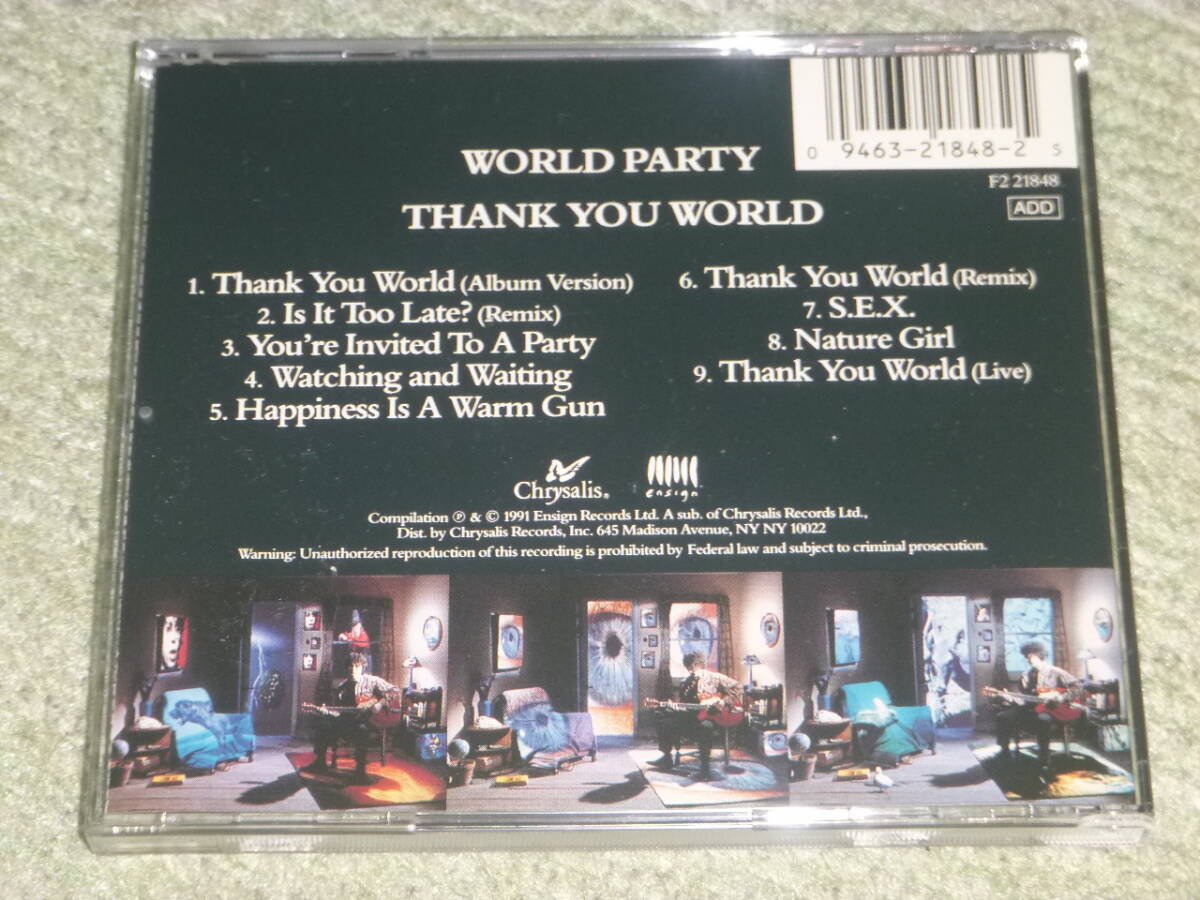 0 9463-21848-2 5
F2 21848
ADD
WORLD PARTY
THANK YOU WORLD
1. Thank You World (Album Version)
2. Is It Too Late? (Remix)
3. You're Invited To A Party
4. Watching and Waiting
5. Happiness Is A Warm Gun
6. Thank You World (Remix)
7. S.E.X.
8. Nature Girl
9. Thank You World (Live)
Chrysalis®
ensign
Compilation ℗ & © 1991 Ensign Records Ltd. A sub. of Chrysalis Records Ltd.,
Dist. by Chrysalis Records, Inc. 645 Madison Avenue, NY NY 10022
Warning: Unauthorized reproduction of this recording is prohibited by Federal law and subject to criminal prosecution.